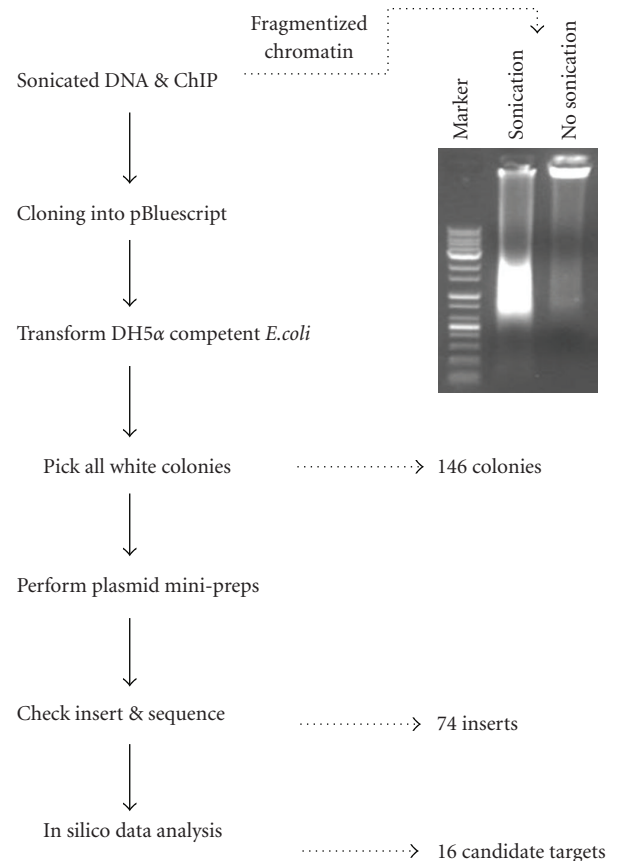 Fragmentized
chromatin
Sonicated DNA & ChIP
Marker
Sonication
No sonication
Cloning into pBluescript
Transform DH5α competent E.coli
Pick all white colonies
146 colonies
Perform plasmid mini-preps
Check insert & sequence
74 inserts
In silico data analysis
16 candidate targets